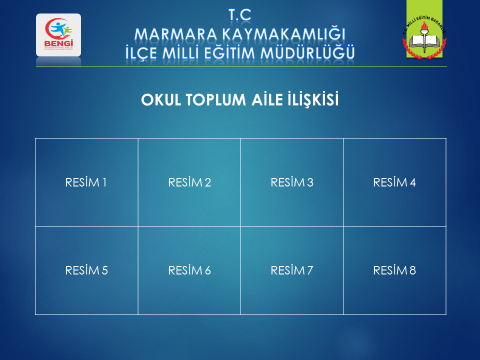 T.C
MARMARA KAYMAKAMLIĞI
İLÇE MİLLİ EĞİTİM MÜDÜRLÜĞÜ
BENGİ
OKUL TOPLUM AİLE İLİŞKİSİ
RESİM 1 RESİM 2 RESİM 3 RESİM 4
RESİM 5 RESİM 6 RESİM 7 RESİM 8